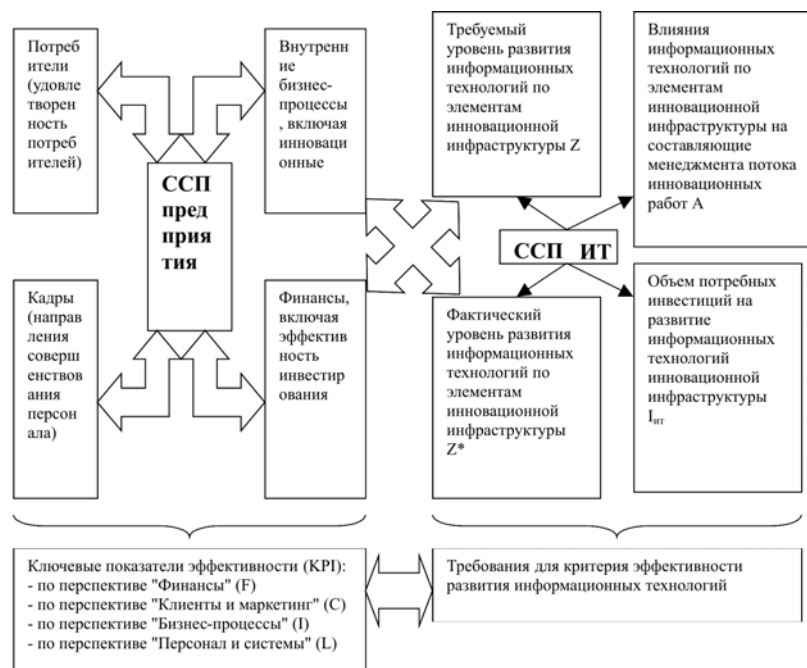 Потреб
ители
(удовле
творен
ность
потреб
ителей)
Внутренн
ие
бизнес-
процессы
, включая
инноваци
онные
ССП
пред
прия
тия
Кадры
(направ
ления
соверш
енствов
ания
персон
ала)
Финансы,
включая
эффектив
ность
инвестир
ования
Требуемый
уровень развития
информационных
технологий по
элементам
инновационной
инфраструктуры Z
Влияния
информационных
технологий по
элементам
инновационной
инфраструктуры на
составляющие
менеджмента потока
инновационных
работ A
ССП ИТ
Фактический
уровень развития
информационных
технологий по
элементам
инновационной
инфраструктуры
Z*
Объем потребных
инвестиций на
развитие
информационных
технологий
инновационной
инфраструктуры
Iит
Ключевые показатели эффективности (KPI):
- по перспективе "Финансы" (F)
- по перспективе "Клиенты и маркетинг" (C)
- по перспективе "Бизнес-процессы" (I)
- по перспективе "Персонал и системы" (L)
Требования для критерия эффективности
развития информационных технологий